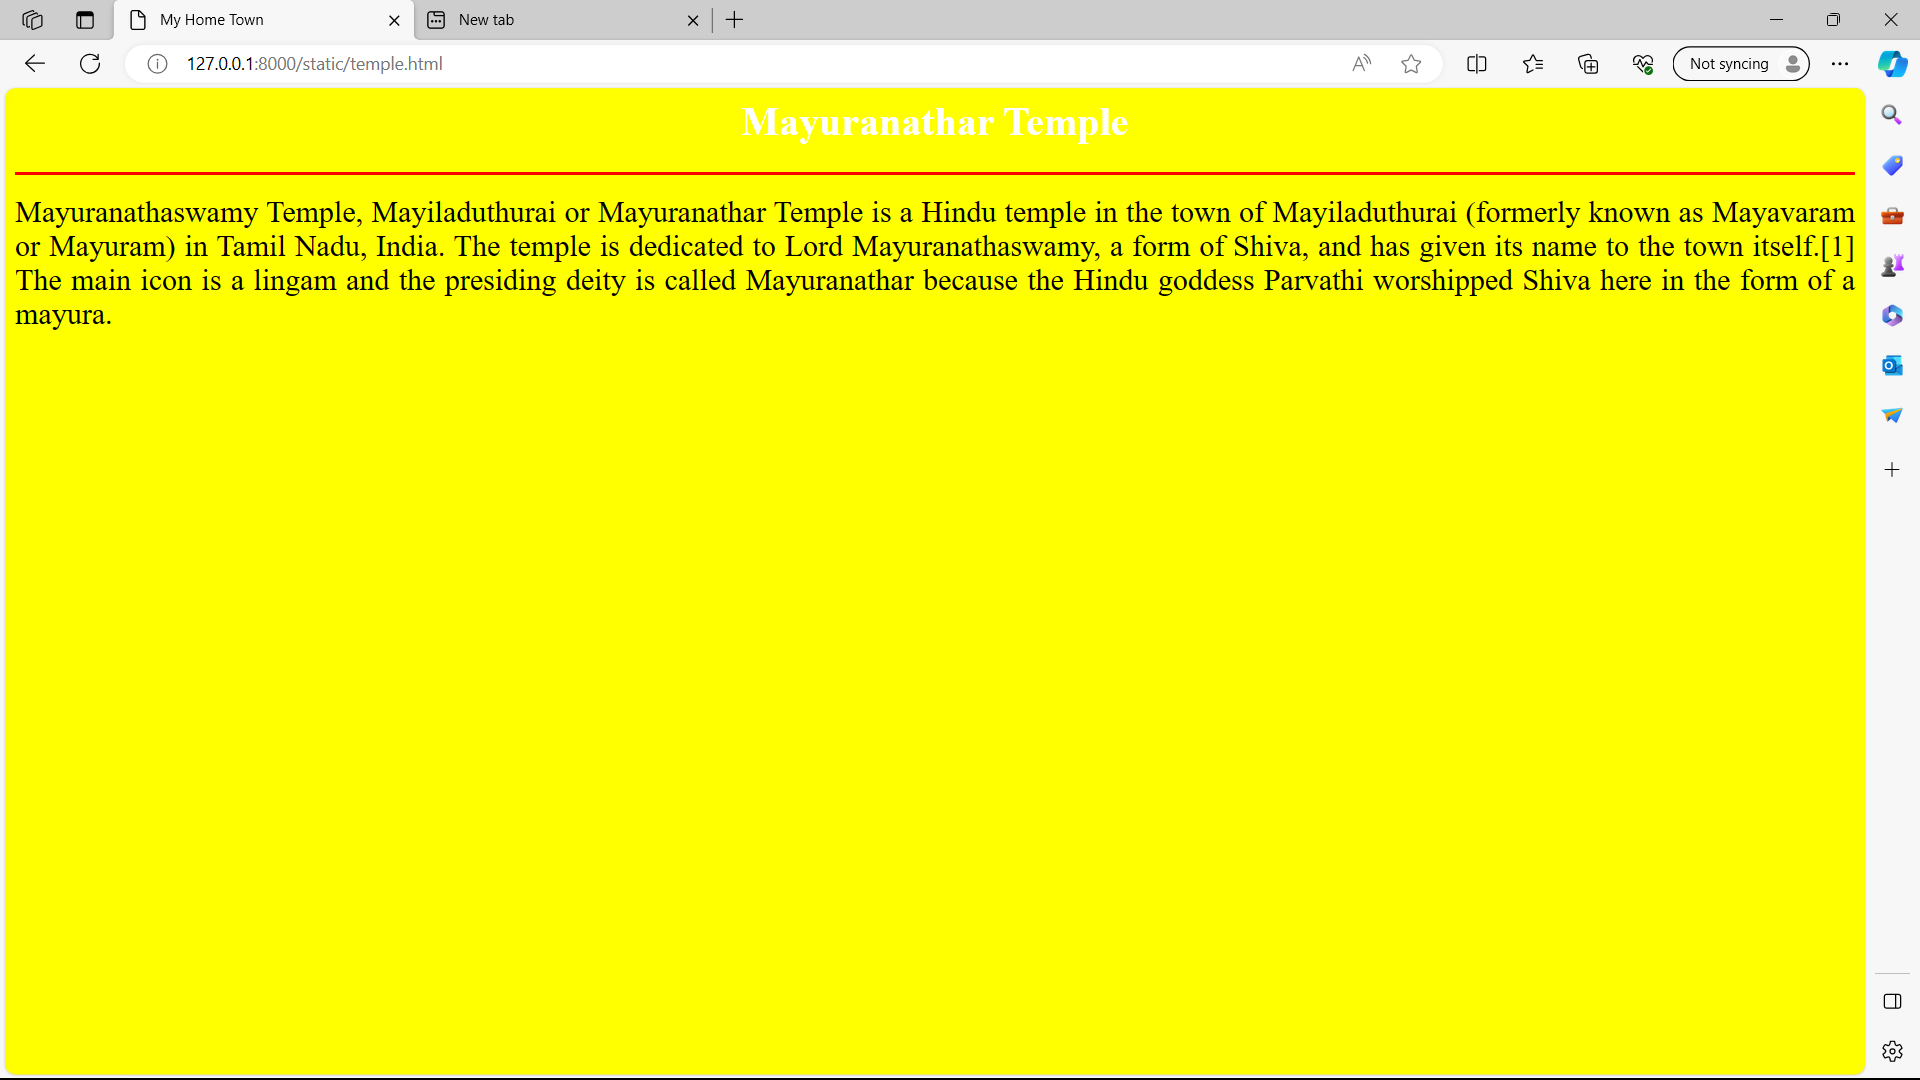 My Home Town
New tab
127.0.0.1:8000/static/temple.html
Not syncing
Mayuranathar Temple
Mayuranathaswamy Temple, Mayiladuthurai or Mayuranathar Temple is a Hindu temple in the town of Mayiladuthurai (formerly known as Mayavaram
or Mayuram) in Tamil Nadu, India. The temple is dedicated to Lord Mayuranathaswamy, a form of Shiva, and has given its name to the town itself.[1]
The main icon is a lingam and the presiding deity is called Mayuranathar because the Hindu goddess Parvathi worshipped Shiva here in the form of a
mayura.